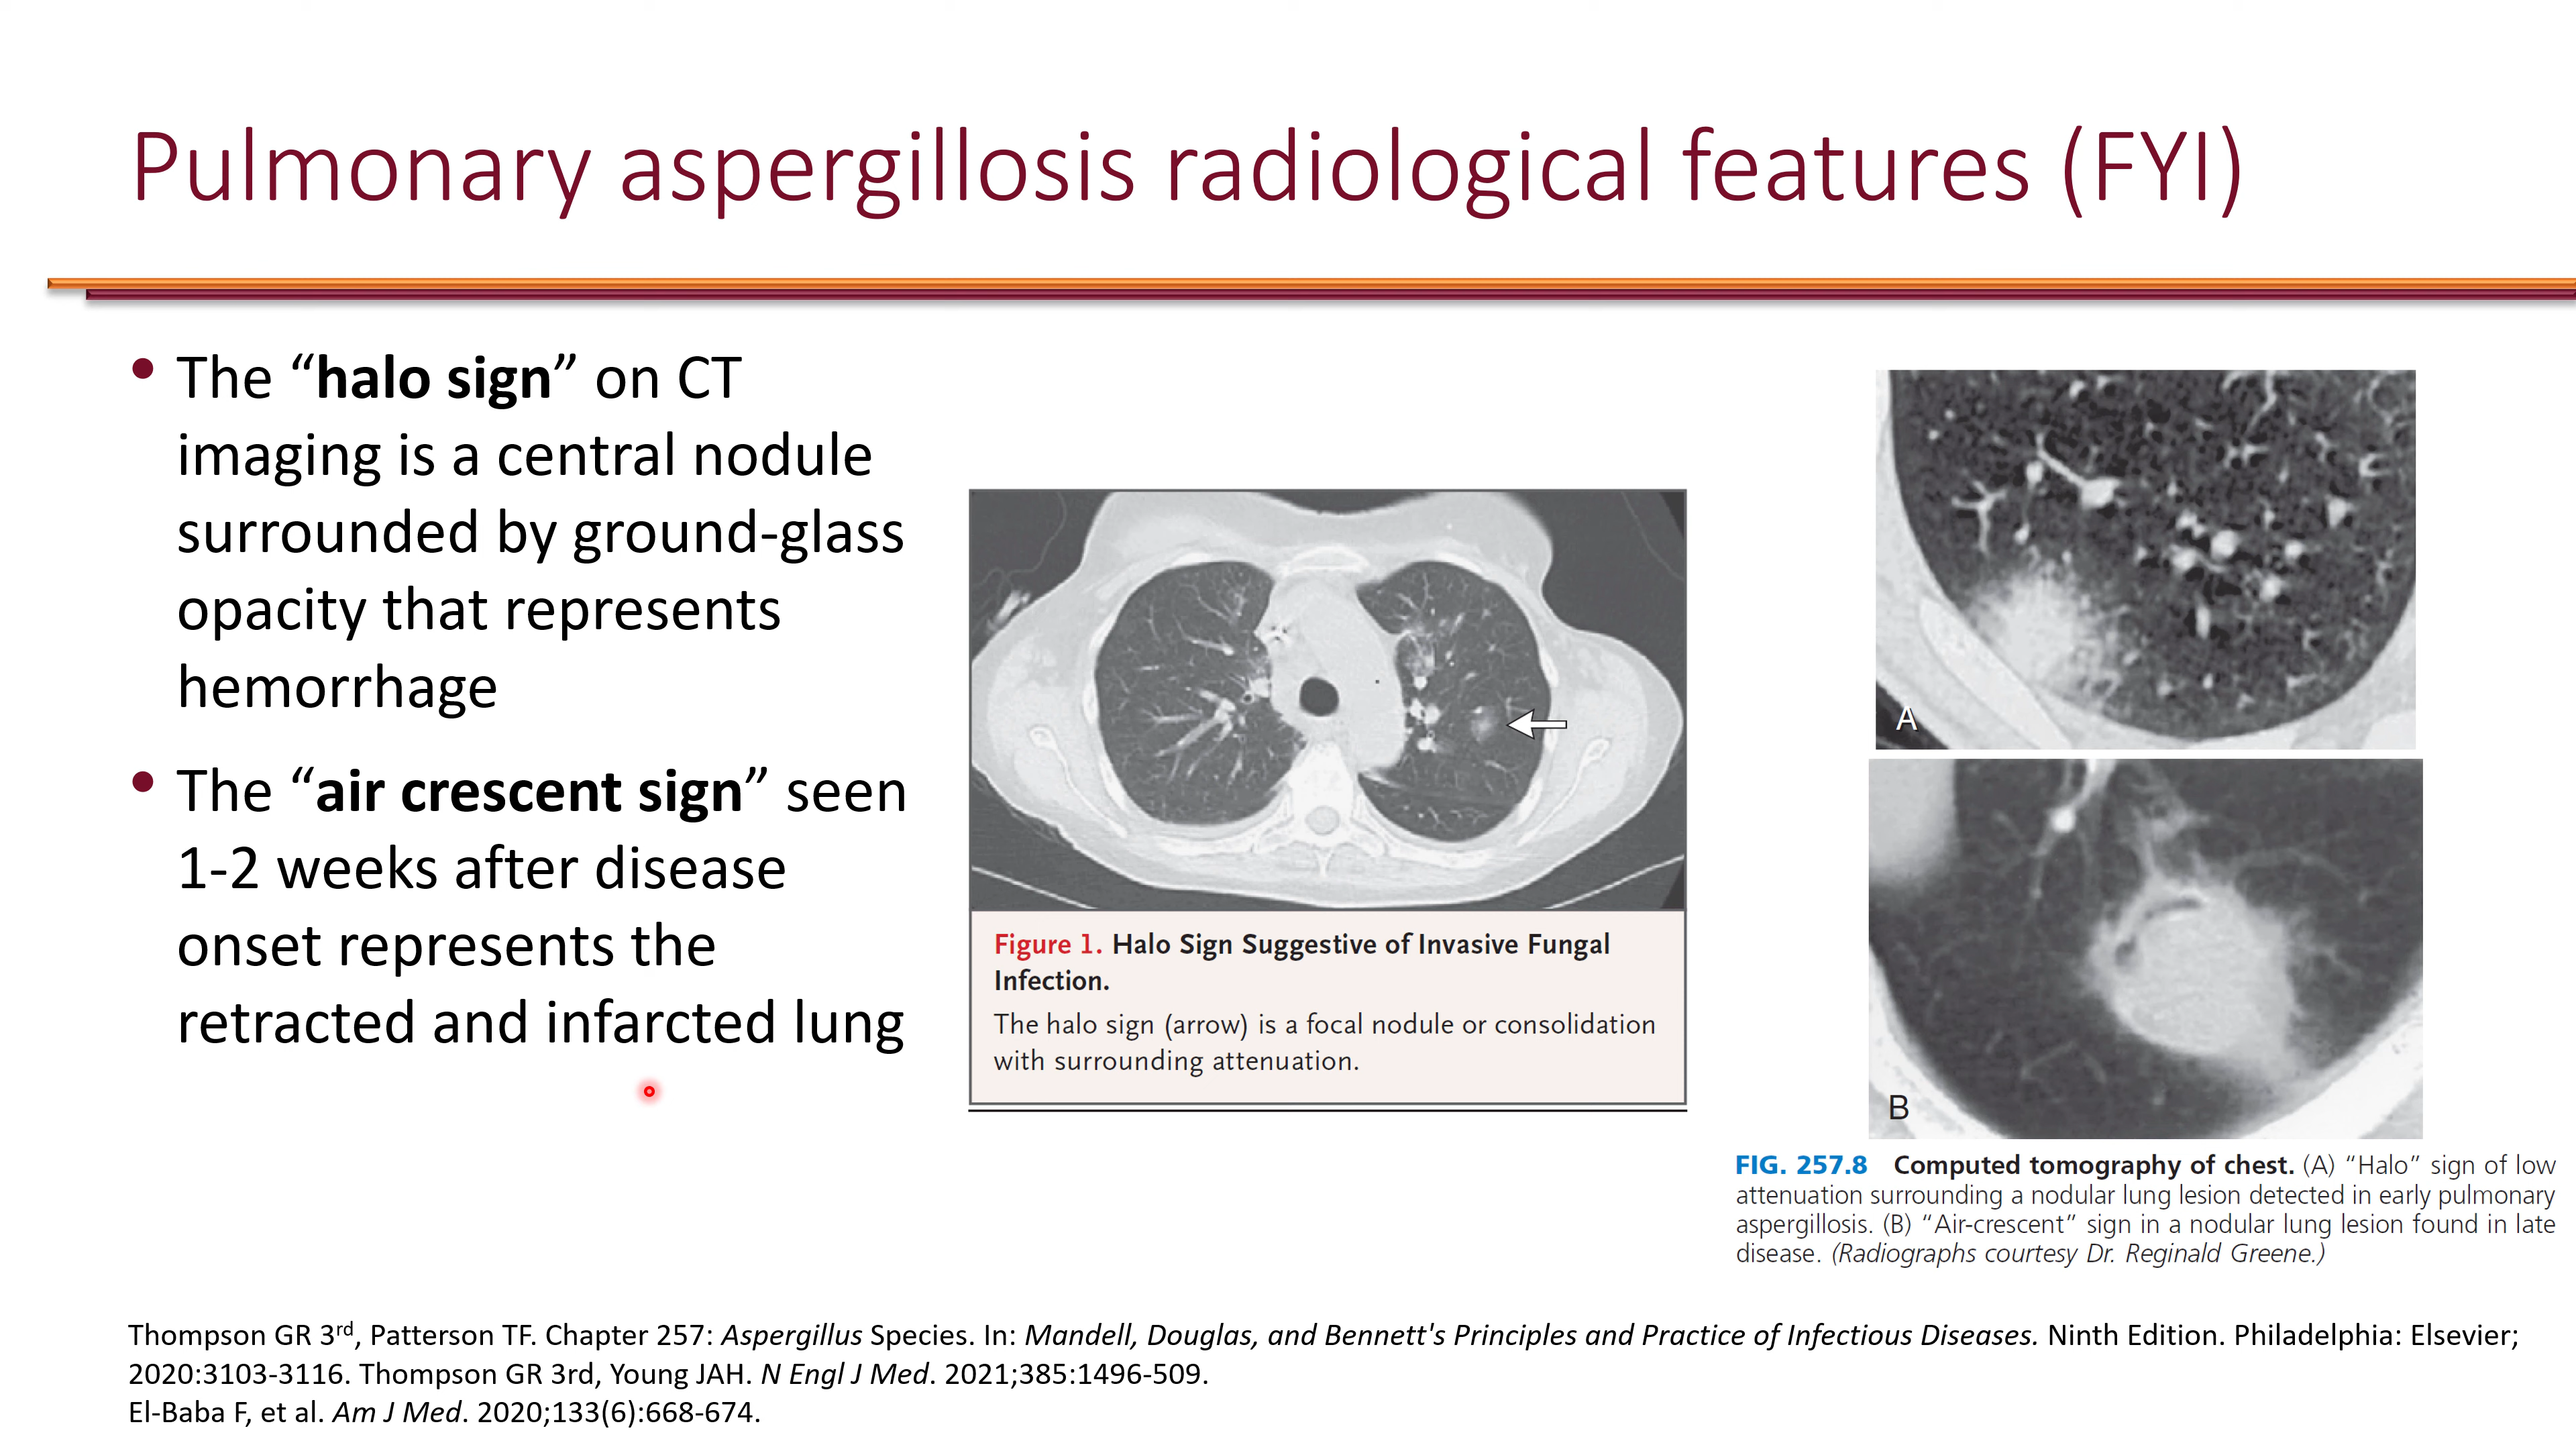 Pulmonary aspergillosis radiological features (FYI)
• The “halo sign” on CT
imaging is a central nodule
surrounded by ground-glass
opacity that represents
hemorrhage
• The “air crescent sign” seen
1-2 weeks after disease
onset represents the
retracted and infarcted lung
Figure 1. Halo Sign Suggestive of Invasive Fungal
Infection.
The halo sign (arrow) is a focal nodule or consolidation
with surrounding attenuation.
A
B
FIG. 257.8 Computed tomography of chest. (A) “Halo” sign of low
attenuation surrounding a nodular lung lesion detected in early pulmonary
aspergillosis. (B) “Air-crescent” sign in a nodular lung lesion found in late
disease. (Radiographs courtesy Dr. Reginald Greene.)
Thompson GR 3rd, Patterson TF. Chapter 257: Aspergillus Species. In: Mandell, Douglas, and Bennett's Principles and Practice of Infectious Diseases. Ninth Edition. Philadelphia: Elsevier;
2020:3103-3116. Thompson GR 3rd, Young JAH. N Engl J Med. 2021;385:1496-509.
El-Baba F, et al. Am J Med. 2020;133(6):668-674.